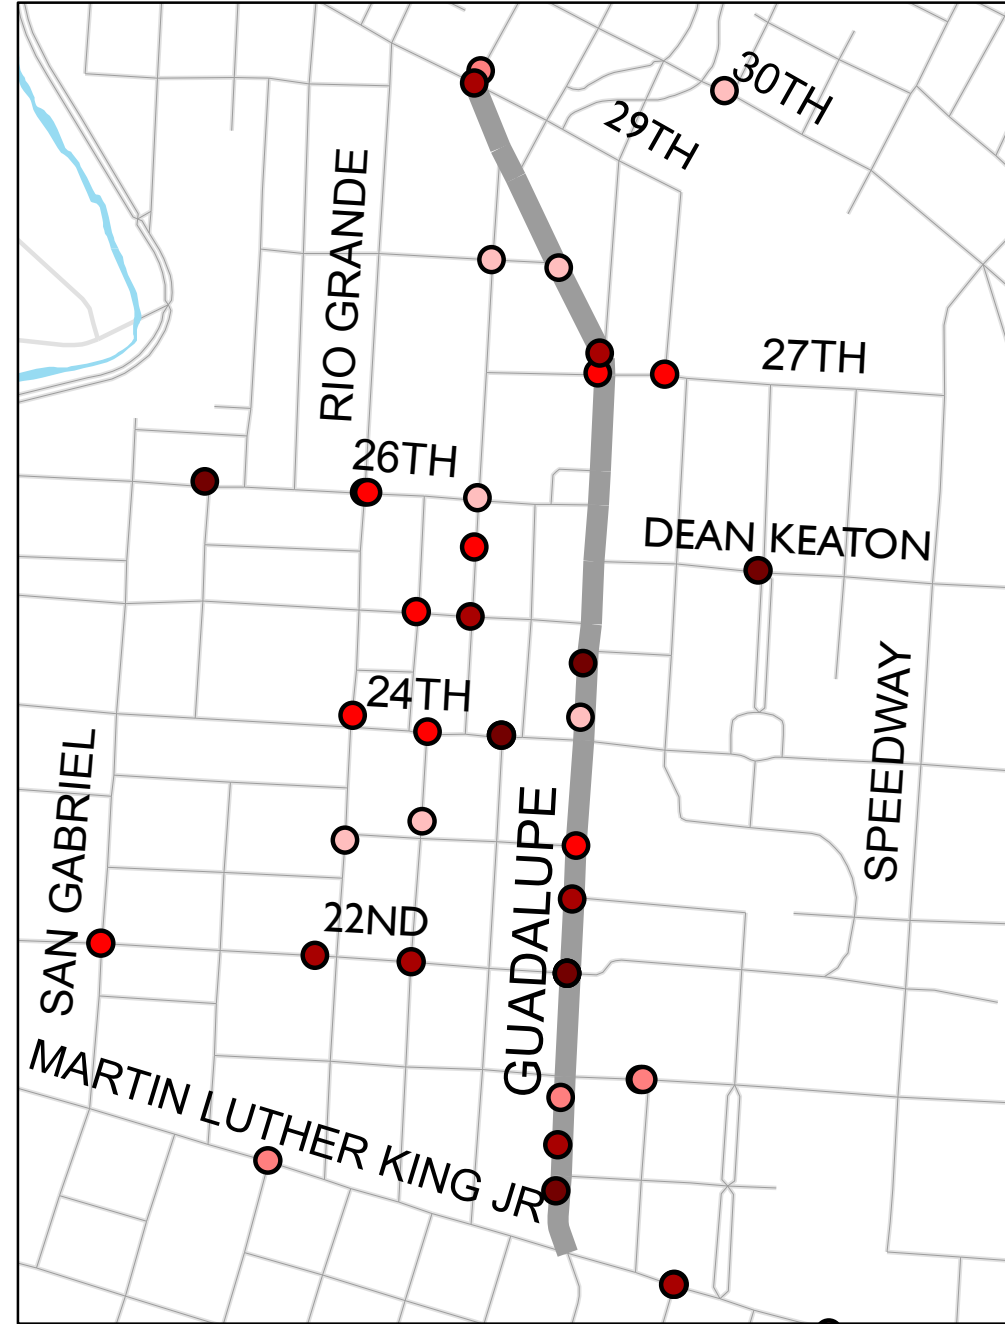 30TH
29TH
RIO GRANDE
27TH
26TH
DEAN KEATON
24TH
SPEEDWAY
SAN GABRIEL
GUADALUPE
22ND
MARTIN LUTHER KING JR